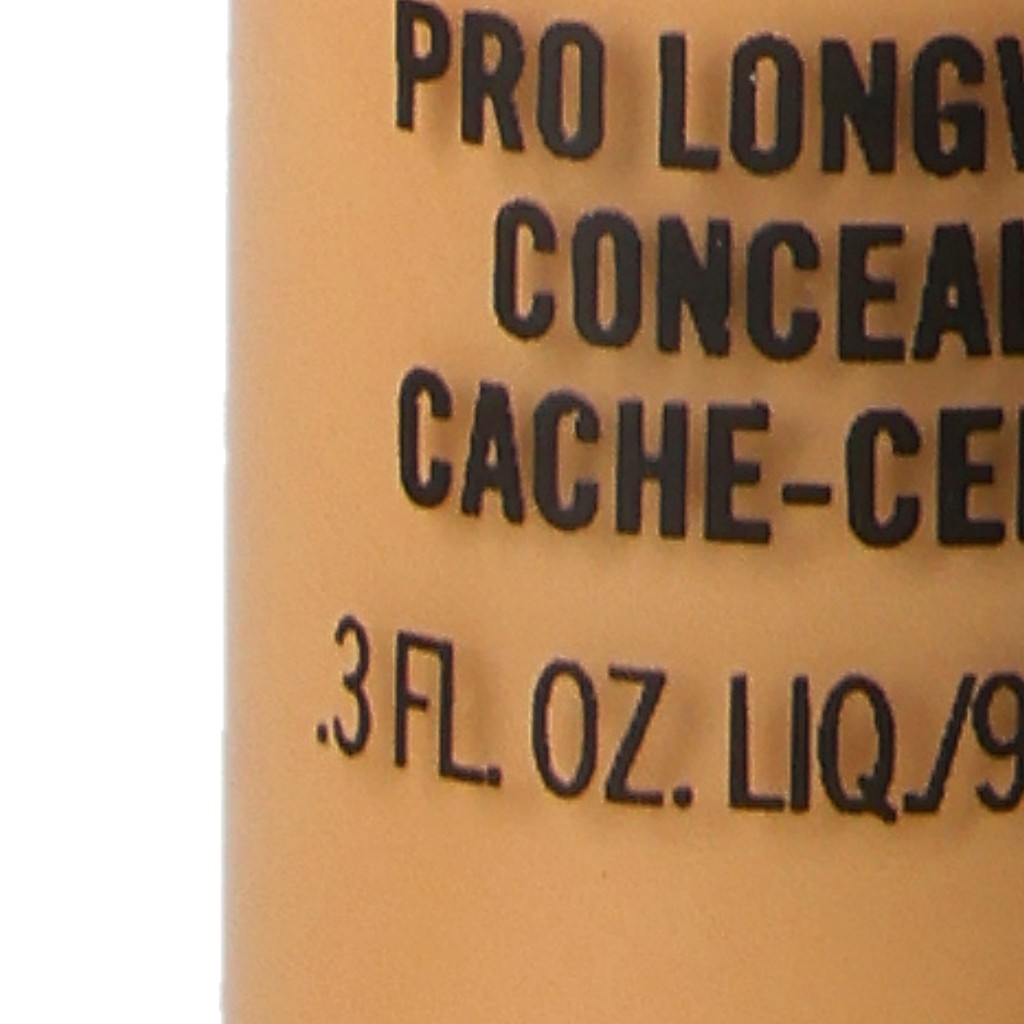 PRO LONGW
CONCEAL
CACHE-CE
.3 FL. OZ. LIQ./9